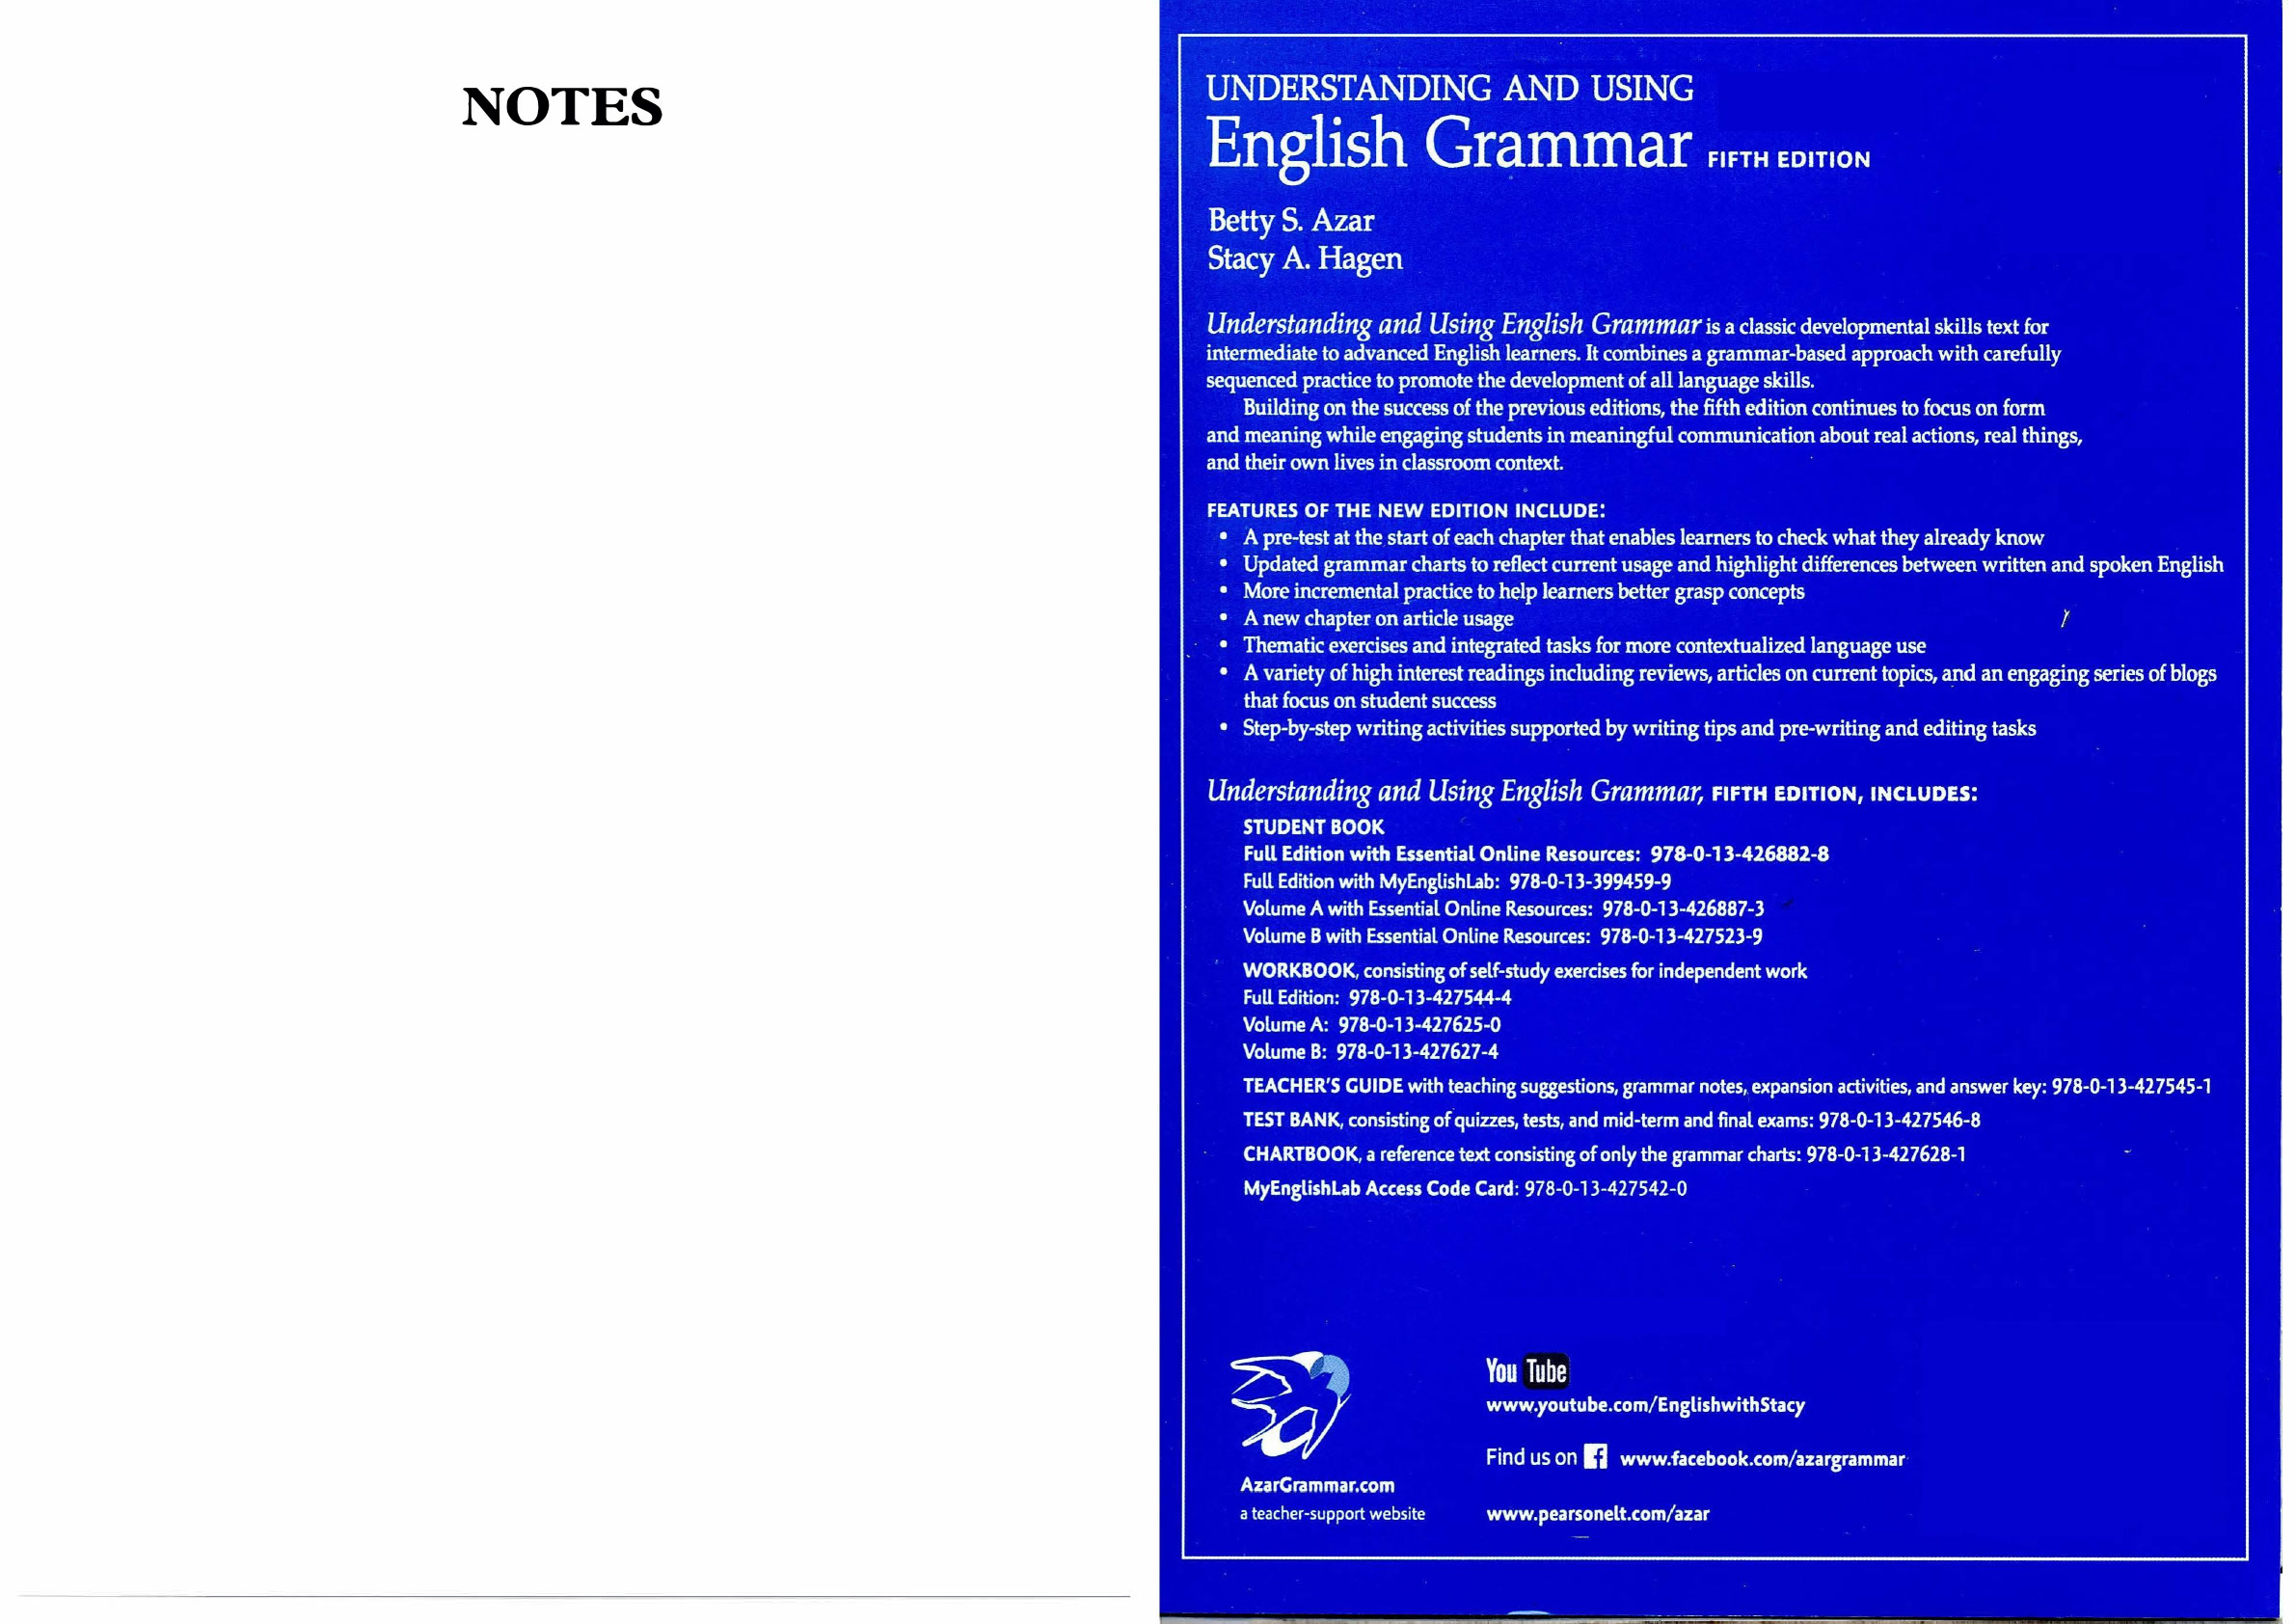 NOTES
UNDERSTANDING AND USING
English Grammar FIFTH EDITION
Betty S. Azar
Stacy A. Hagen
Understanding and Using English Grammar is a classic developmental skills text for
intermediate to advanced English learners. It combines a grammar-based approach with carefully
sequenced practice to promote the development of all language skills.
Building on the success of the previous editions, the fifth edition continues to focus on form
and meaning while engaging students in meaningful communication about real actions, real things,
and their own lives in classroom context.
FEATURES OF THE NEW EDITION INCLUDE:
• A pre-test at the start of each chapter that enables learners to check what they already know
• Updated grammar charts to reflect current usage and highlight differences between written and spoken English
• More incremental practice to help learners better grasp concepts
• A new chapter on article usage
• Thematic exercises and integrated tasks for more contextualized language use
• A variety of high interest readings including reviews, articles on current topics, and an engaging series of blogs
that focus on student success
• Step-by-step writing activities supported by writing tips and pre-writing and editing tasks
Understanding and Using English Grammar, FIFTH EDITION, INCLUDES:
STUDENT BOOK
Full Edition with Essential Online Resources: 978-0-13-426882-8
Full Edition with MyEnglishLab: 978-0-13-399459-9
Volume A with Essential Online Resources: 978-0-13-426887-3
Volume B with Essential Online Resources: 978-0-13-427523-9
WORKBOOK, consisting of self-study exercises for independent work
Full Edition: 978-0-13-427544-4
Volume A: 978-0-13-427625-0
Volume B: 978-0-13-427627-4
TEACHER'S GUIDE with teaching suggestions, grammar notes, expansion activities, and answer key: 978-0-13-427545-1
TEST BANK, consisting of quizzes, tests, and mid-term and final exams: 978-0-13-427546-8
CHARTBOOK, a reference text consisting of only the grammar charts: 978-0-13-427628-1
MyEnglishLab Access Code Card: 978-0-13-427542-0
You Tube
www.youtube.com/EnglishwithStacy
Find us on f www.facebook.com/azargrammar
AzarGrammar.com
a teacher-support website
www.pearsonelt.com/azar